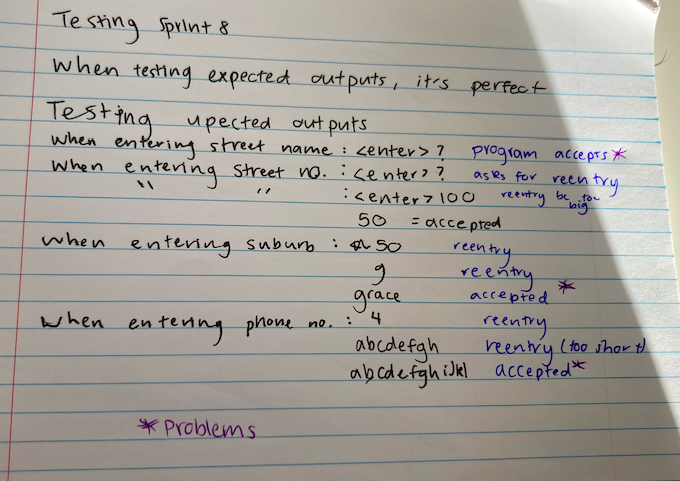 Testing Sprint 8
When testing expected outputs, it's perfect
Testing upected outputs
When entering street name : <enter> ? program accepts *
When entering street no. : <enter> ? asks for reentry
" " : <enter> 100 reentry bc too big
50 = accepted
When entering suburb : 50 reentry
g reentry
grace accepted *
When entering phone no. : 4 reentry
abcdefgh reentry (too short)
abcdefghijkl accepted *
* Problems